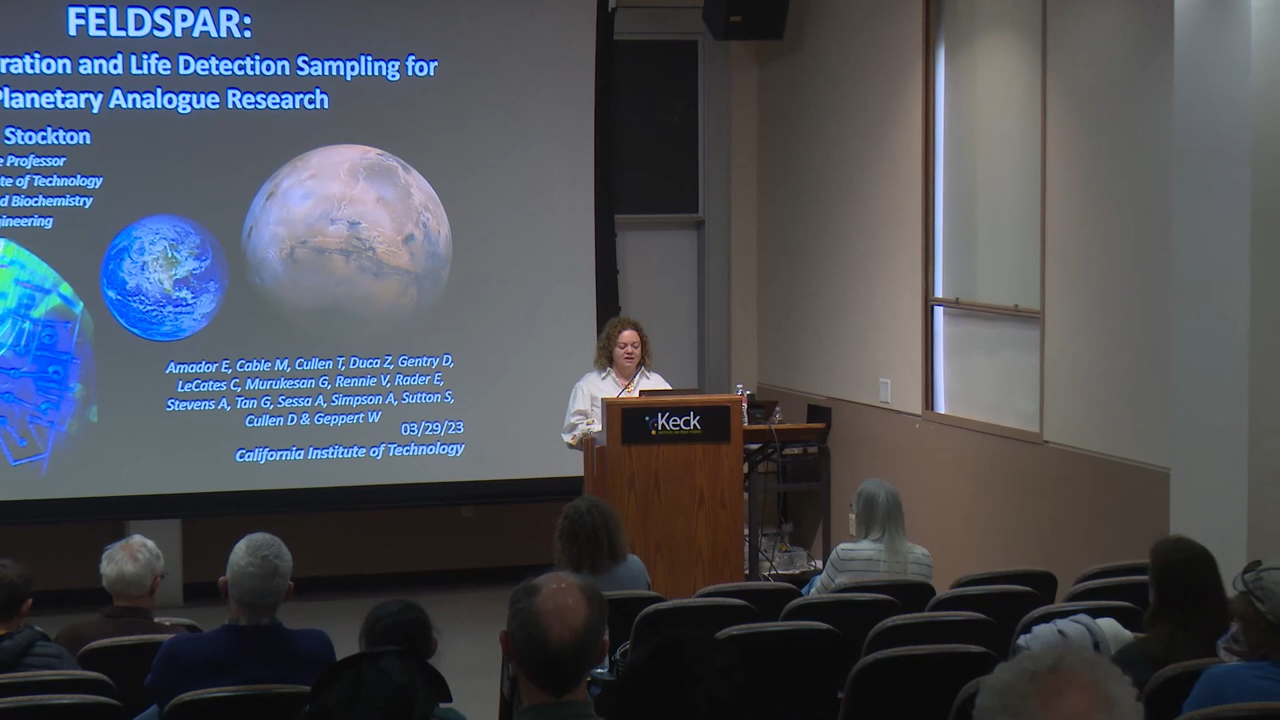 FELDSPAR:
ration and Life Detection Sampling for
Planetary Analogue Research
Stockton
e Professor
te of Technology
d Biochemistry
gineering
Amador E, Cable M, Cullen T, Duca Z, Gentry D,
LeCates C, Murukesan G, Rennie V, Rader E,
Stevens A, Tan G, Sessa A, Simpson A, Sutton S,
Cullen D & Geppert W
03/29/23
California Institute of Technology
Keck